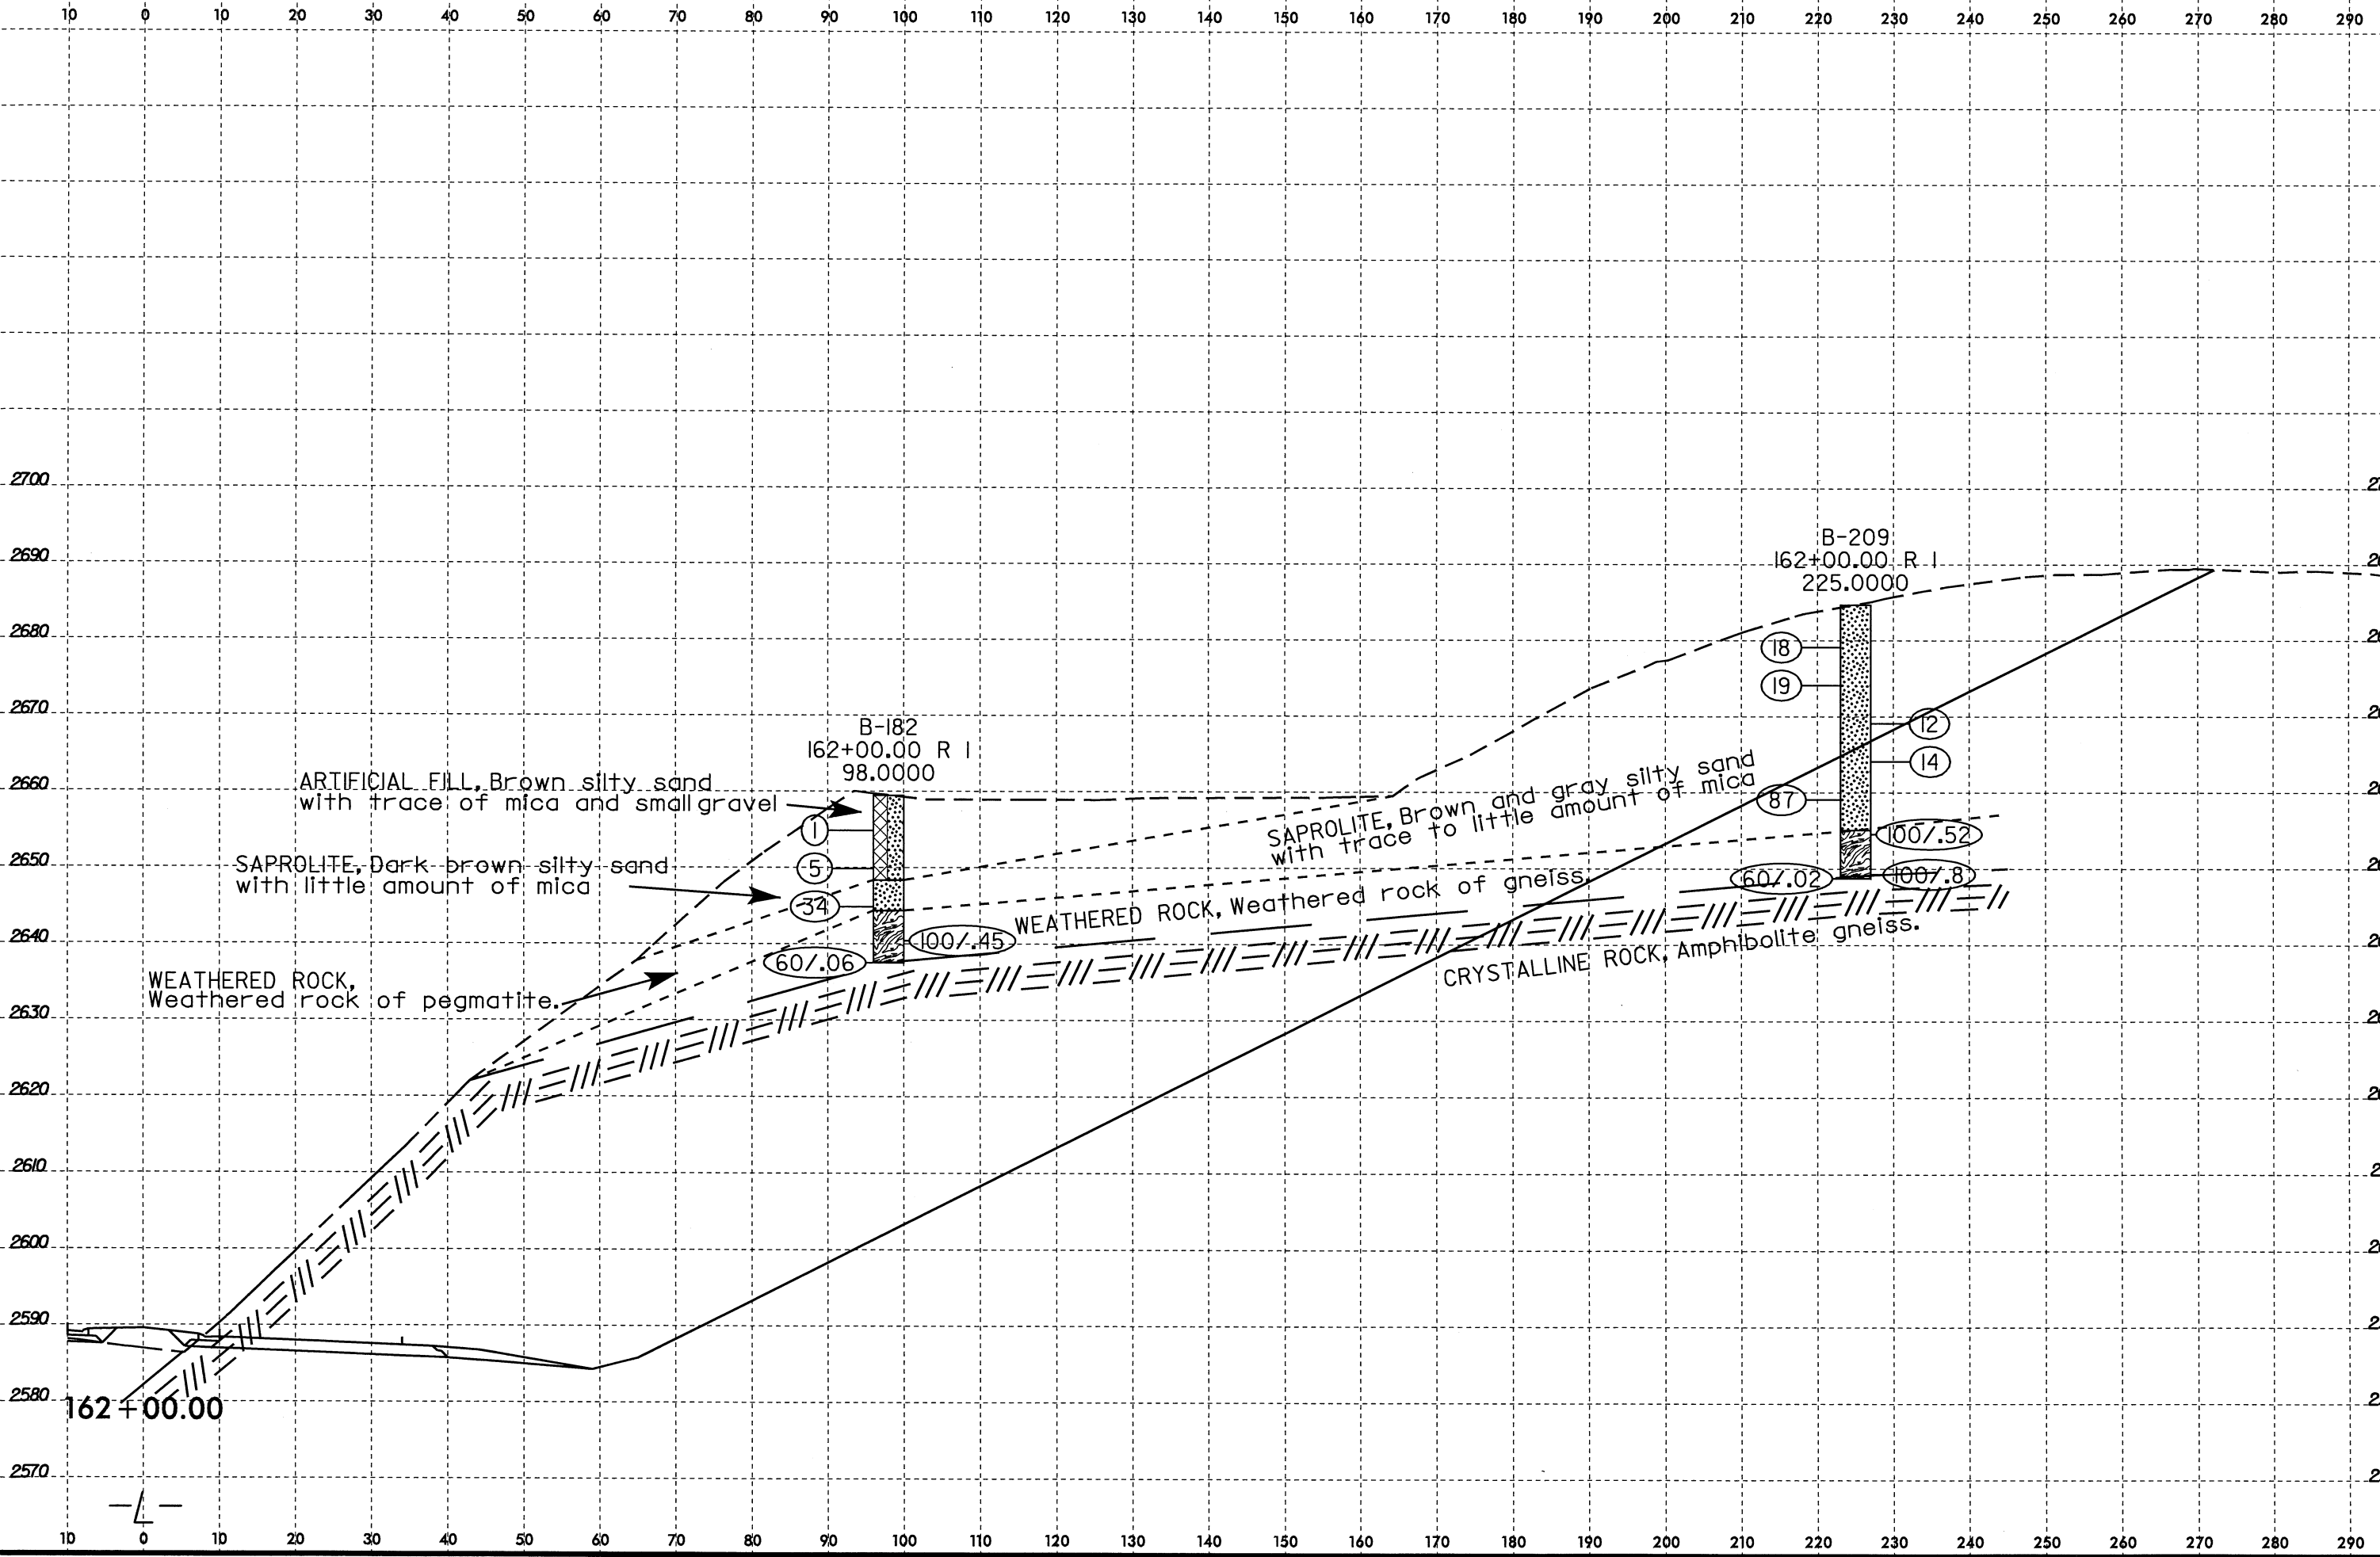 10 0 10 20 30 40 50 60 70 80 90 100 110 120 130 140 150 160 170 180 190 200 210 220 230 240 250 260 270 280 290
2700
2690
2680
2670
2660
2650
2640
2630
2620
2610
2600
2590
2580
2570
B-209
162+00.00 R 1
225.0000
18
19
12
14
87
100/.52
60/.02
100/.8
B-182
162+00.00 R 1
98.0000
ARTIFICIAL FILL, Brown silty sand
with trace of mica and small gravel
1
SAPROLITE, Dark brown silty sand
with little amount of mica
5
34
100/.45
60/.06
WEATHERED ROCK,
Weathered rock of pegmatite.
SAPROLITE, Brown and gray silty sand
with trace to little amount of mica
WEATHERED ROCK, Weathered rock of gneiss.
CRYSTALLINE ROCK, Amphibolite gneiss.
162+00.00
-L-
10 0 10 20 30 40 50 60 70 80 90 100 110 120 130 140 150 160 170 180 190 200 210 220 230 240 250 260 270 280 290